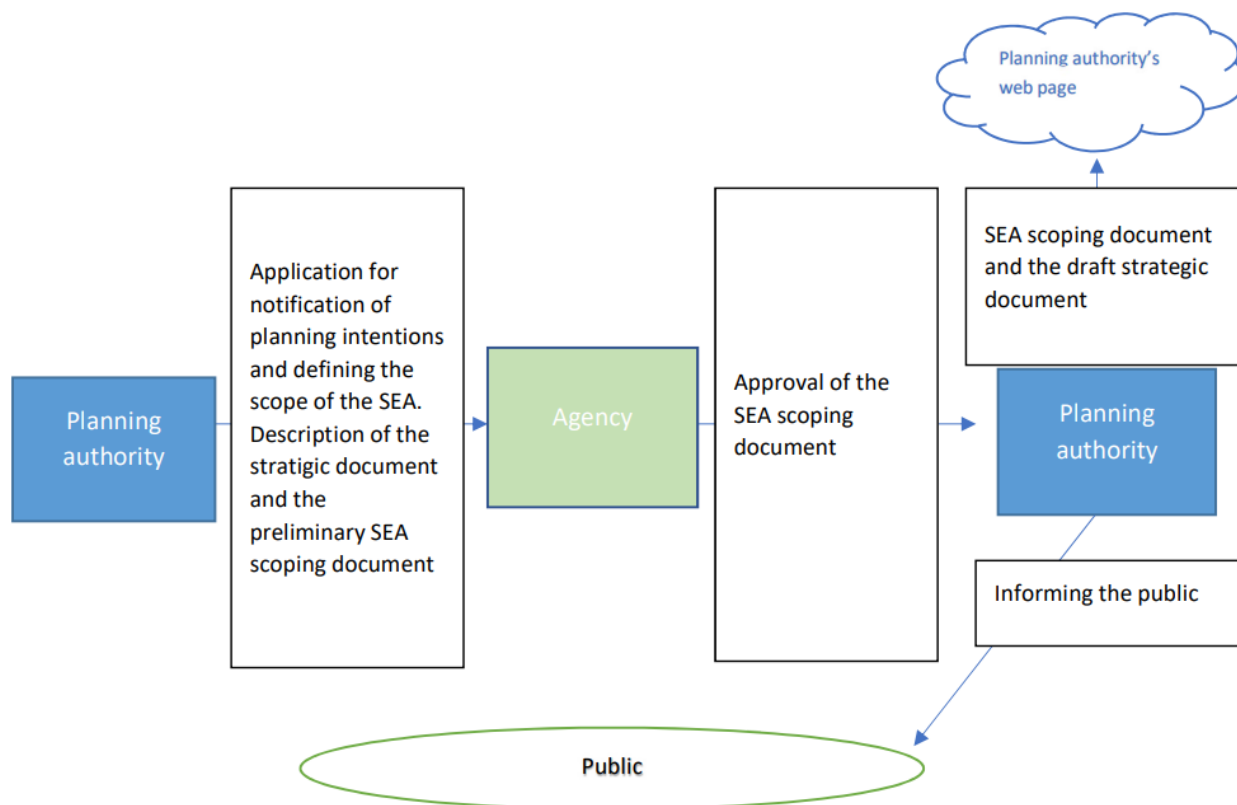 Planning authority's
web page
SEA scoping document
and the draft strategic
document
Application for
notification of
planning intentions
and defining the
scope of the SEA.
Description of the
stratigic document
and the
preliminary SEA
scoping document
Planning
authority
Agency
Approval of the
SEA scoping
document
Planning
authority
Informing the public
Public